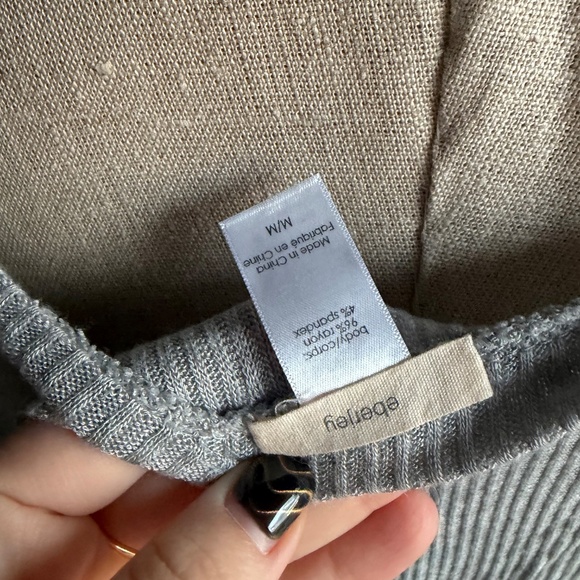 eberjey
body/corps:
96% rayon
4% spandex
Made in China
Fabriqué en Chine
M/M